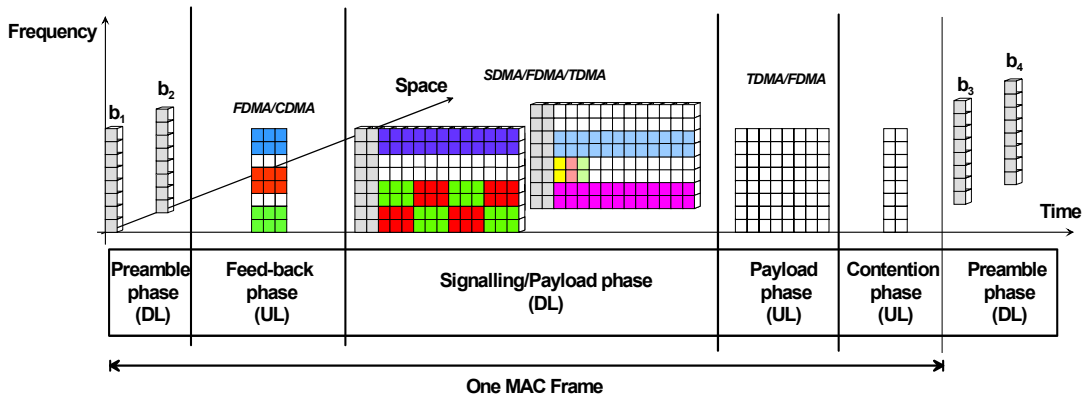 Frequency
b1
b2
FDMA/CDMA
Space
SDMA/FDMA/TDMA
TDMA/FDMA
b3
b4
Time
Preamble
phase
(DL)
Feed-back
phase
(UL)
Signalling/Payload phase
(DL)
Payload
phase
(UL)
Contention
phase
(UL)
Preamble
phase
(DL)
One MAC Frame